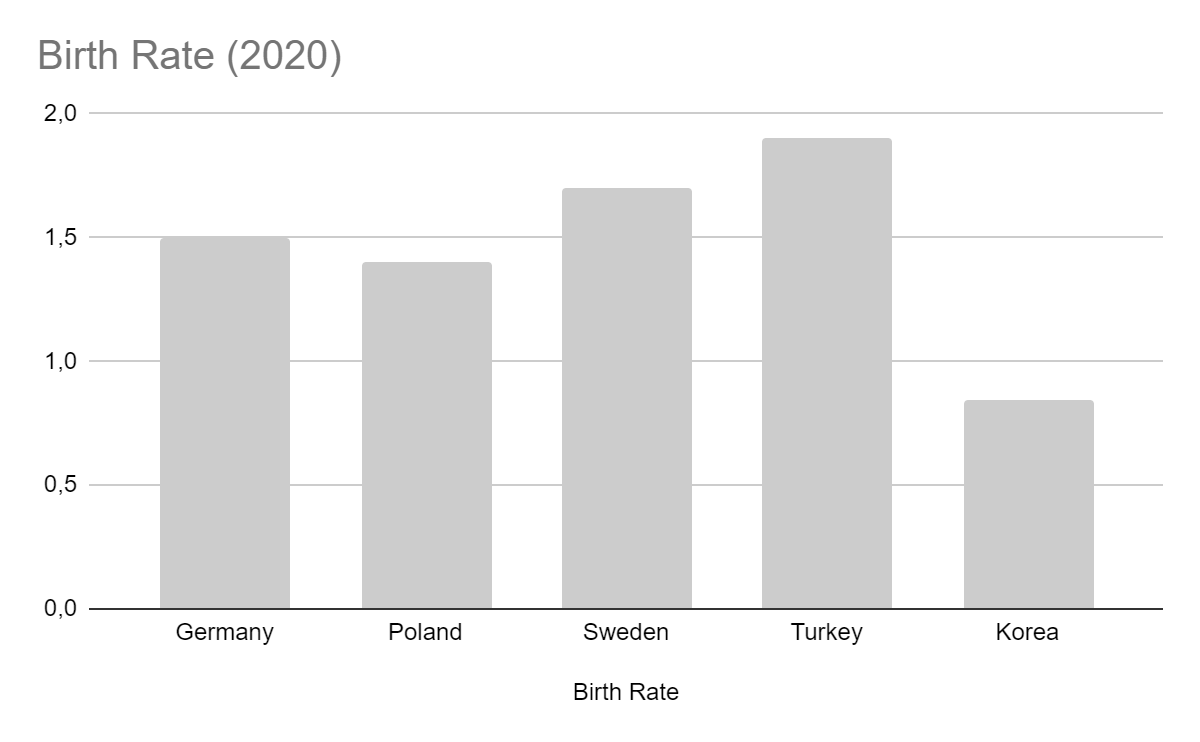 Birth Rate (2020)
2,0
1,5
1,0
0,5
0,0
Germany Poland Sweden Turkey Korea
Birth Rate